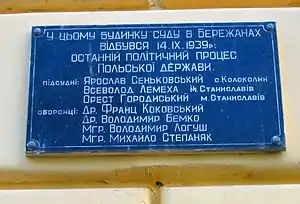 У цьому будинку суду в Бережанах
відбувся 14.IX.1939р:
останній політичний процес
Польської держави.
підсудні: Ярослав Сеньковський с.Колоколин
Всеволод Лемеха м.Станиславів
Орест Городиський м.Станиславів
оборонці: Др. Франц Коковський
Др. Володимир Бемко
Мгр. Володимир Логуш
Мгр. Михайло Степаняк